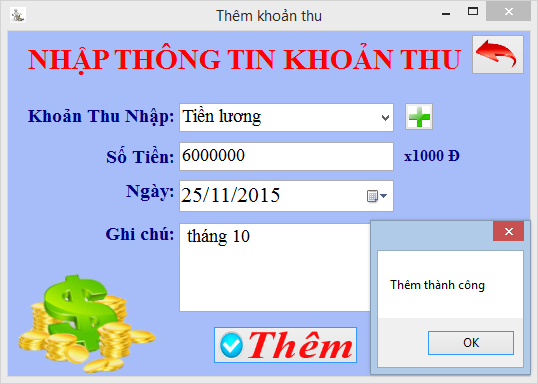 Thêm khoản thu
NHẬP THÔNG TIN KHOẢN THU
Khoản Thu Nhập: Tiền lương
Số Tiền: 6000000 x1000 Đ
Ngày: 25/11/2015
Ghi chú: tháng 10
Thêm thành công
OK
Thêm